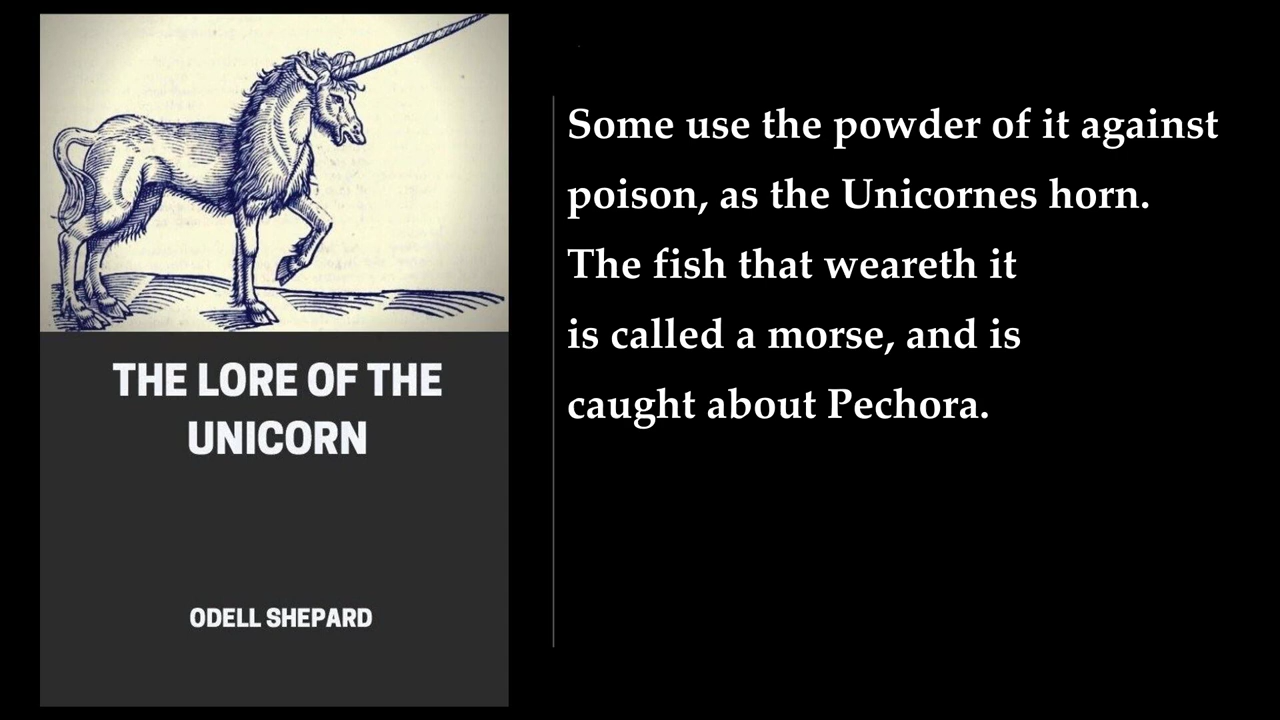 THE LORE OF THE
UNICORN
ODELL SHEPARD
Some use the powder of it against
poison, as the Unicornes horn.
The fish that weareth it
is called a morse, and is
caught about Pechora.